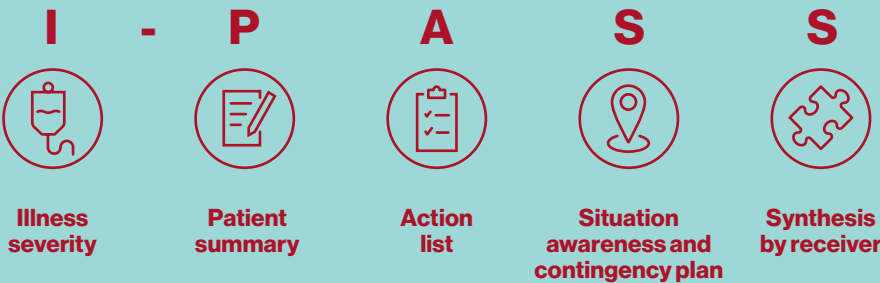 I - P A S S
Illness
severity
Patient
summary
Action
list
Situation
awareness and
contingency plan
Synthesis
by receiver